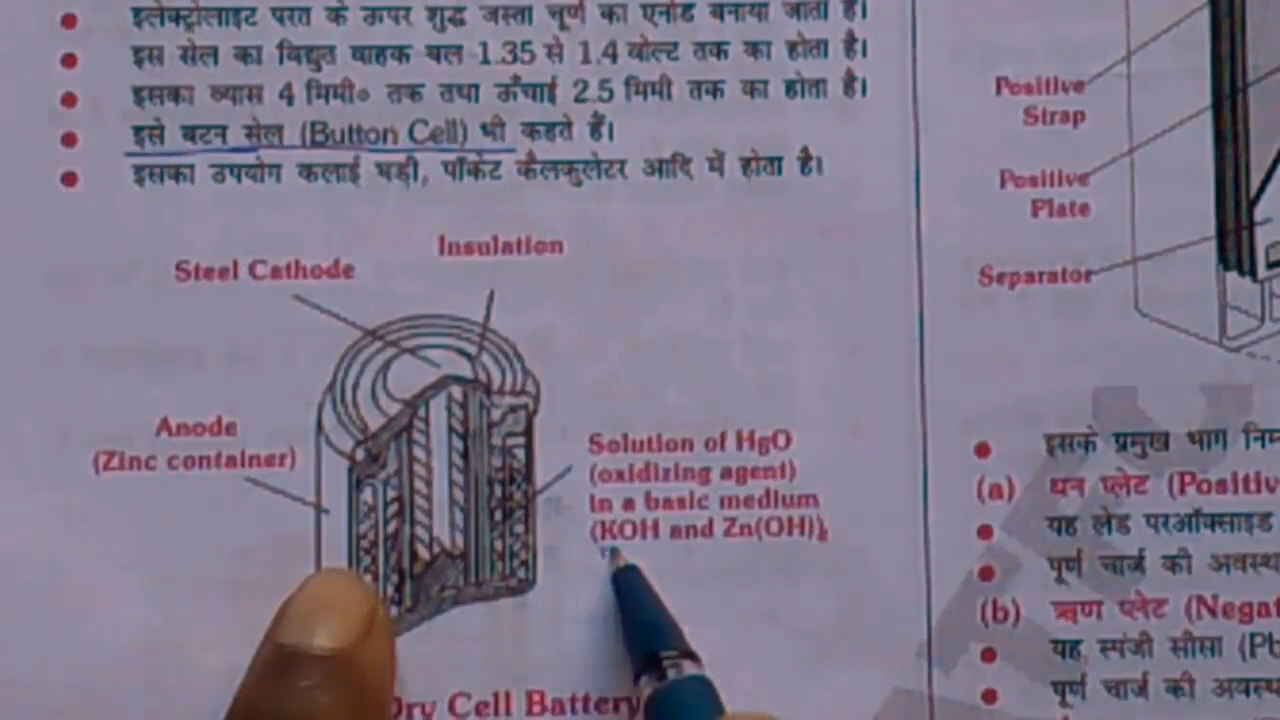 इलेक्ट्रोलाइट परत के ऊपर शुद्ध जस्ता चूर्ण का एनोड बनाया जाता है।
इस सेल का विद्युत वाहक बल 1.35 से 1.4 वोल्ट तक का होता है।
इसका व्यास 4 मिमी० तक तथा ऊँचाई 2.5 मिमी तक का होता है।
इसे बटन सेल (Button Cell) भी कहते हैं।
इसका उपयोग कलाई घड़ी, पॉकेट कैलकुलेटर आदि में होता है।
Insulation
Steel Cathode
Anode
(Zinc container)
Solution of HgO
(oxidizing agent)
in a basic medium
(KOH and Zn(OH))₂
Dry Cell Battery
Positive
Strap
Positive
Plate
Separator
इसके प्रमुख भाग
(a) धन प्लेट (Positiv
यह लेड परऑक्साइड
पूर्ण चार्ज की अवस्थ
(b) ऋण प्लेट (Negat
यह स्पंजी सीसा (Pb
पूर्ण चार्ज की अवस्थ